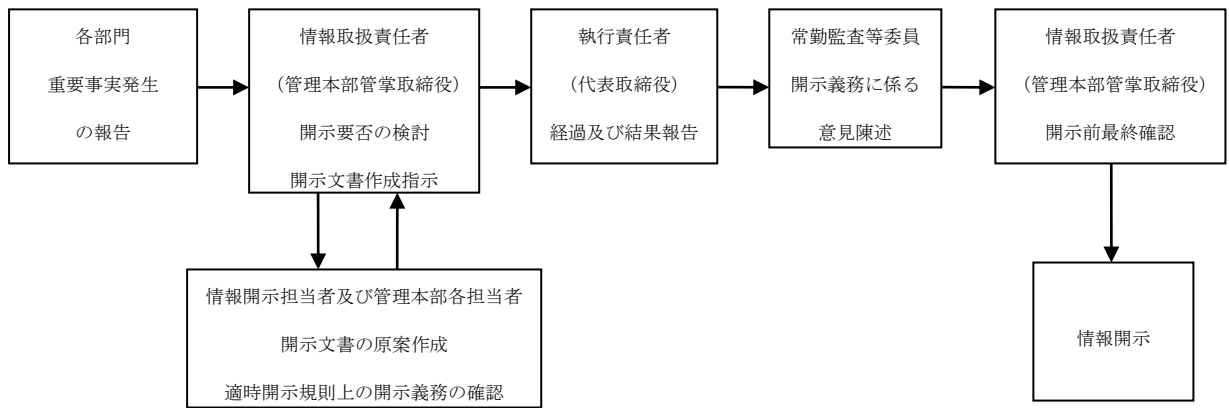 各部門
重要事実発生
の報告
情報取扱責任者
（管理本部管掌取締役）
開示要否の検討
開示文書作成指示
執行責任者
（代表取締役）
経過及び結果報告
常勤監査等委員
開示義務に係る
意見陳述
情報取扱責任者
（管理本部管掌取締役）
開示前最終確認
情報開示担当者及び管理本部各担当者
開示文書の原案作成
適時開示規則上の開示義務の確認
情報開示